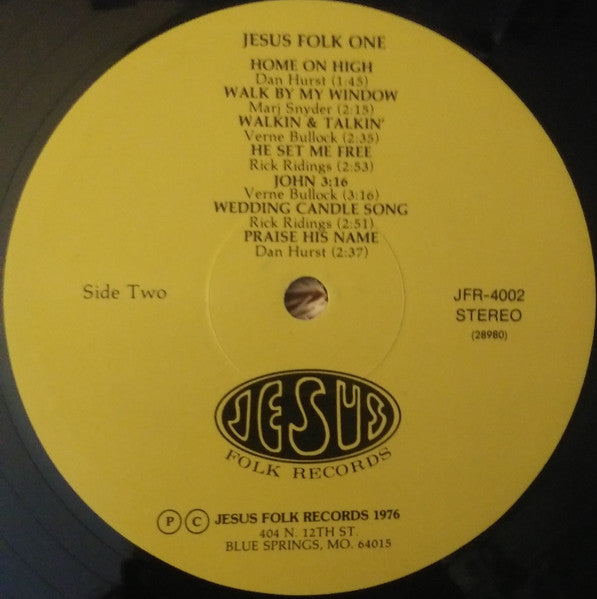 JESUS FOLK ONE
HOME ON HIGH
Dan Hurst (1:45)
WALK BY MY WINDOW
Marj Snyder (2:15)
WALKIN & TALKIN'
Verne Bullock (2:35)
HE SET ME FREE
Rick Ridings (2:53)
JOHN 3:16
Verne Bullock (3:16)
WEDDING CANDLE SONG
Rick Ridings (2:51)
PRAISE HIS NAME
Dan Hurst (2:37)
Side Two
JFR-4002
STEREO
(28980)
JESUS
FOLK RECORDS
Ⓟ Ⓒ JESUS FOLK RECORDS 1976
404 N. 12TH ST.
BLUE SPRINGS, MO. 64015